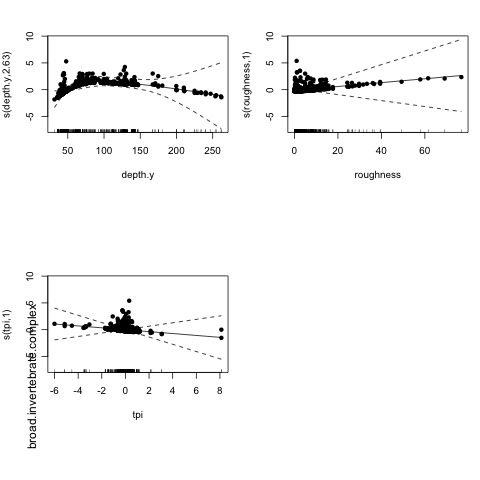 s(depth.y,2.63)
10
5
0
-5
50 100 150 200 250
depth.y
s(roughness,1)
10
5
0
-5
0 20 40 60
roughness
s(tpi,1)
broad.invertebrate.complex
10
5
0
-5
-6 -4 -2 0 2 4 6 8
tpi